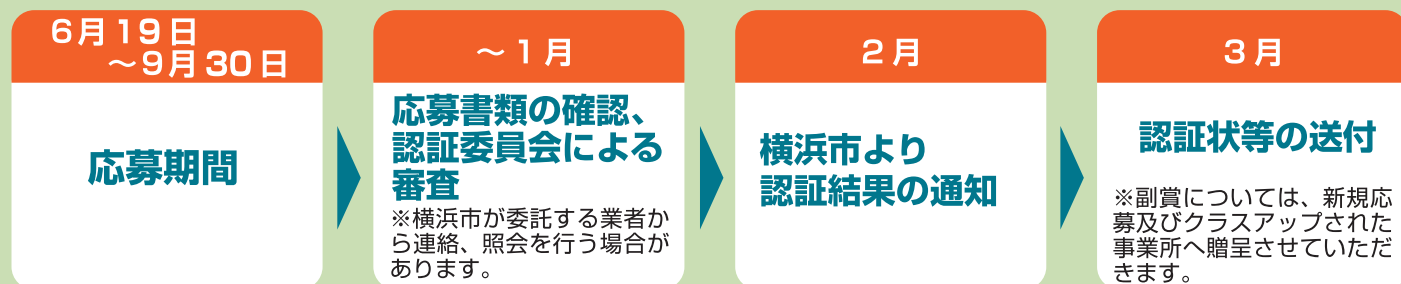 6月19日
～9月30日
応募期間
～1月
応募書類の確認、
認証委員会による
審査
※横浜市が委託する業者か
ら連絡、照会を行う場合が
あります。
2月
横浜市より
認証結果の通知
3月
認証状等の送付
※副賞については、新規応
募及びクラスアップされた
事業所へ贈呈させていただ
きます。